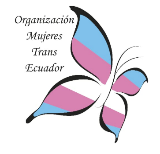 Organización
Mujeres
Trans
Ecuador